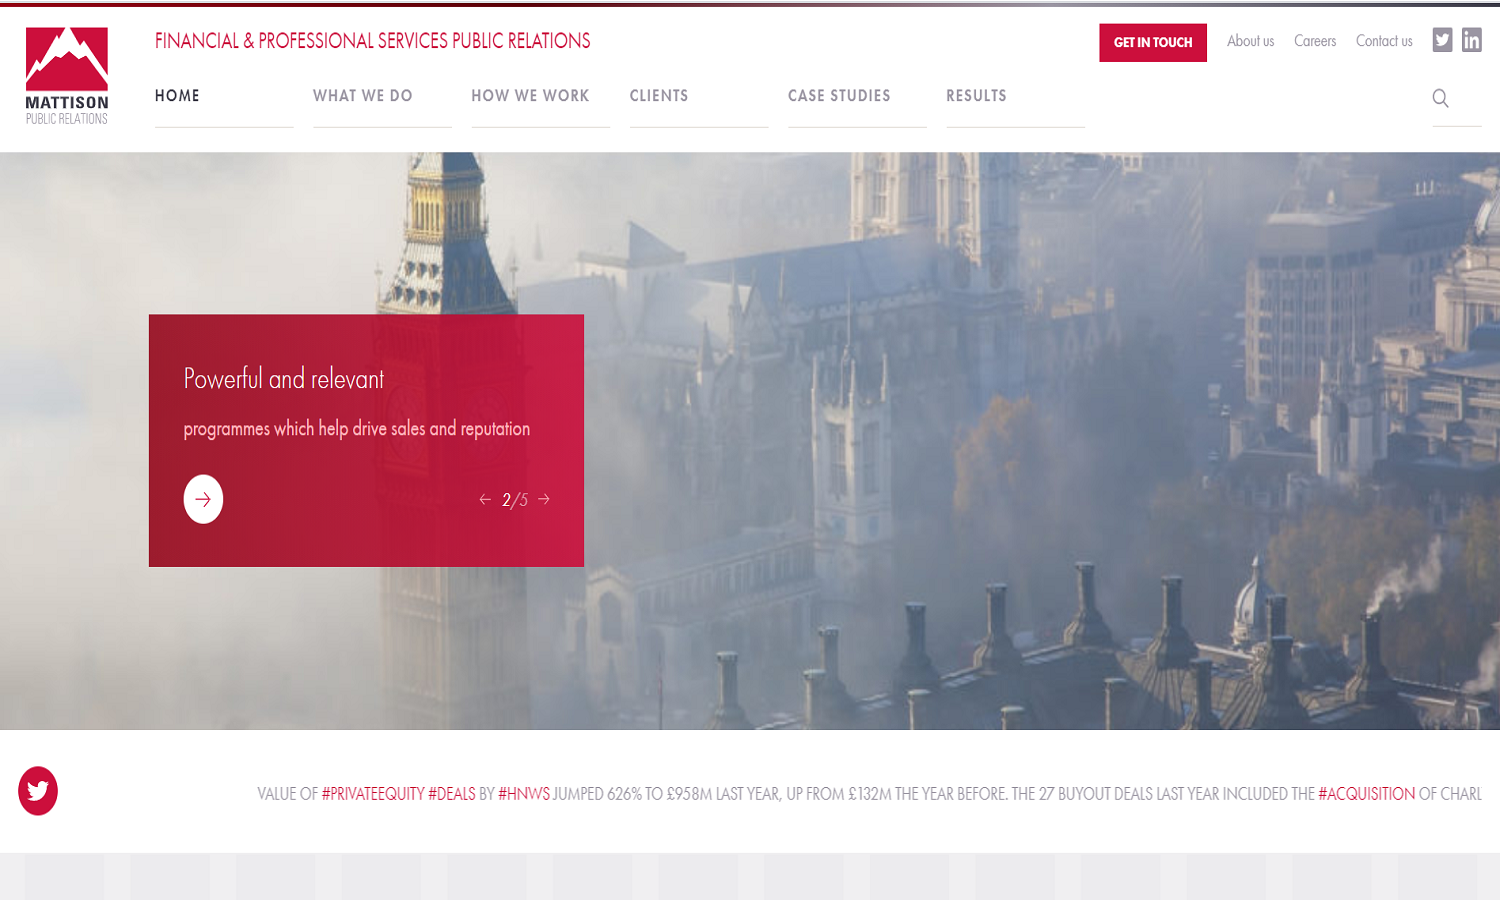 FINANCIAL & PROFESSIONAL SERVICES PUBLIC RELATIONS
GET IN TOUCH
About us
Careers
Contact us
MATTISON
PUBLIC RELATIONS
HOME
WHAT WE DO
HOW WE WORK
CLIENTS
CASE STUDIES
RESULTS
Powerful and relevant
programmes which help drive sales and reputation
2/5
VALUE OF #PRIVATEEQUITY #DEALS BY #HNWS JUMPED 626% TO £958M LAST YEAR, UP FROM £132M THE YEAR BEFORE. THE 27 BUYOUT DEALS LAST YEAR INCLUDED THE #ACQUISITION OF CHARL